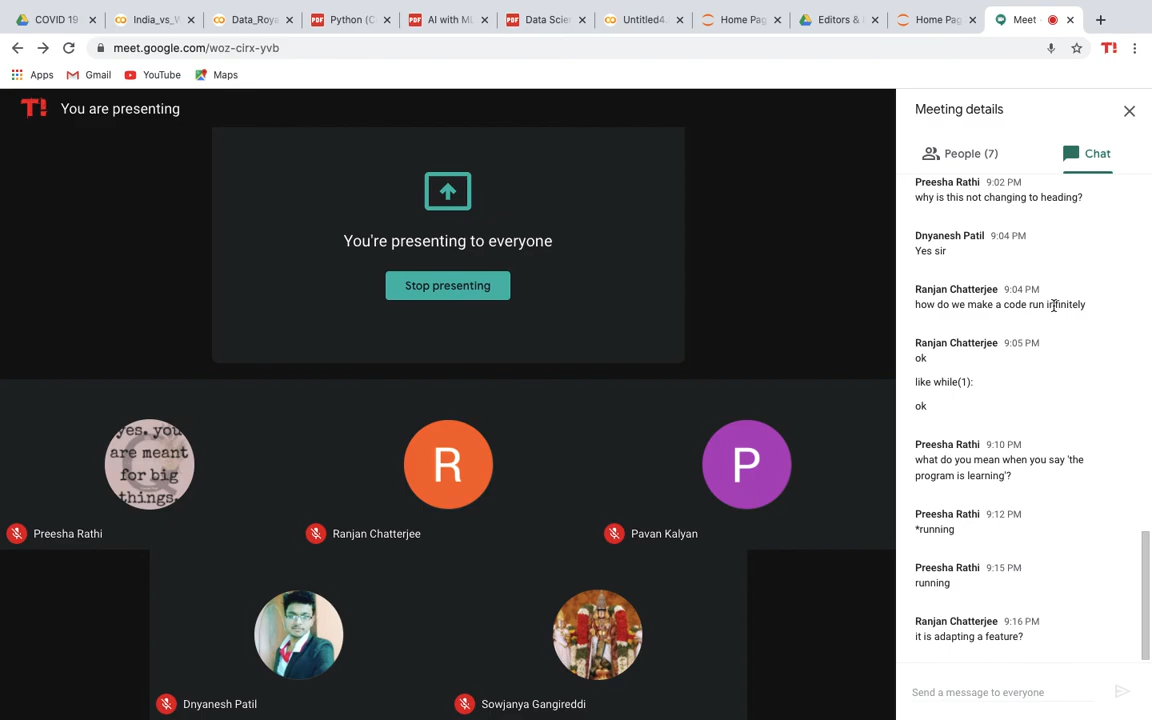 COVID 19
India_vs_W
Data_Roya
Python (C
AI with ML
Data Scien
Untitled4.
Home Pag
Editors &
Home Pag
Meet
meet.google.com/woz-cirx-yvb
T!
Apps
Gmail
YouTube
Maps
T! You are presenting
You're presenting to everyone
Stop presenting
yes. you
are meant
for big
things.
R
P
Preesha Rathi
Ranjan Chatterjee
Pavan Kalyan
Dnyanesh Patil
Sowjanya Gangireddi
Meeting details
People (7)
Chat
Preesha Rathi 9:02 PM
why is this not changing to heading?
Dnyanesh Patil 9:04 PM
Yes sir
Ranjan Chatterjee 9:04 PM
how do we make a code run infinitely
Ranjan Chatterjee 9:05 PM
ok
like while(1):
ok
Preesha Rathi 9:10 PM
what do you mean when you say 'the
program is learning'?
Preesha Rathi 9:12 PM
*running
Preesha Rathi 9:15 PM
running
Ranjan Chatterjee 9:16 PM
it is adapting a feature?
Send a message to everyone